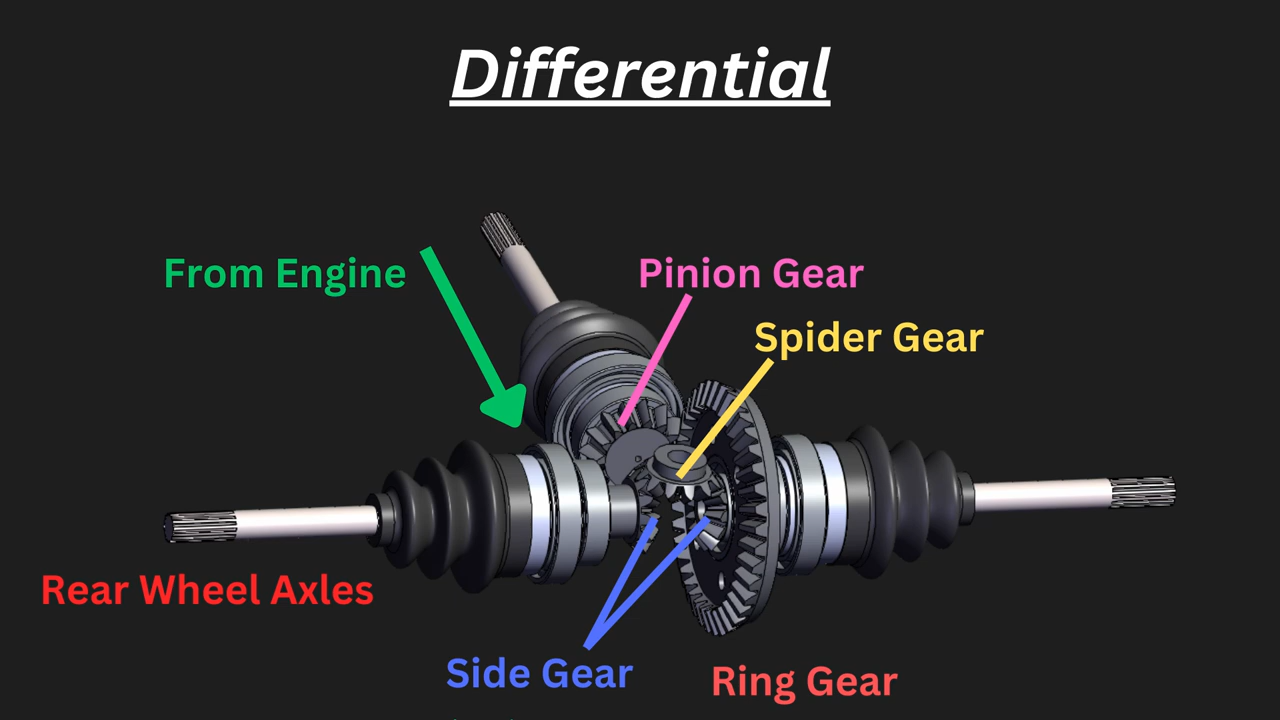 Differential
From Engine
Pinion Gear
Spider Gear
Rear Wheel Axles
Side Gear
Ring Gear